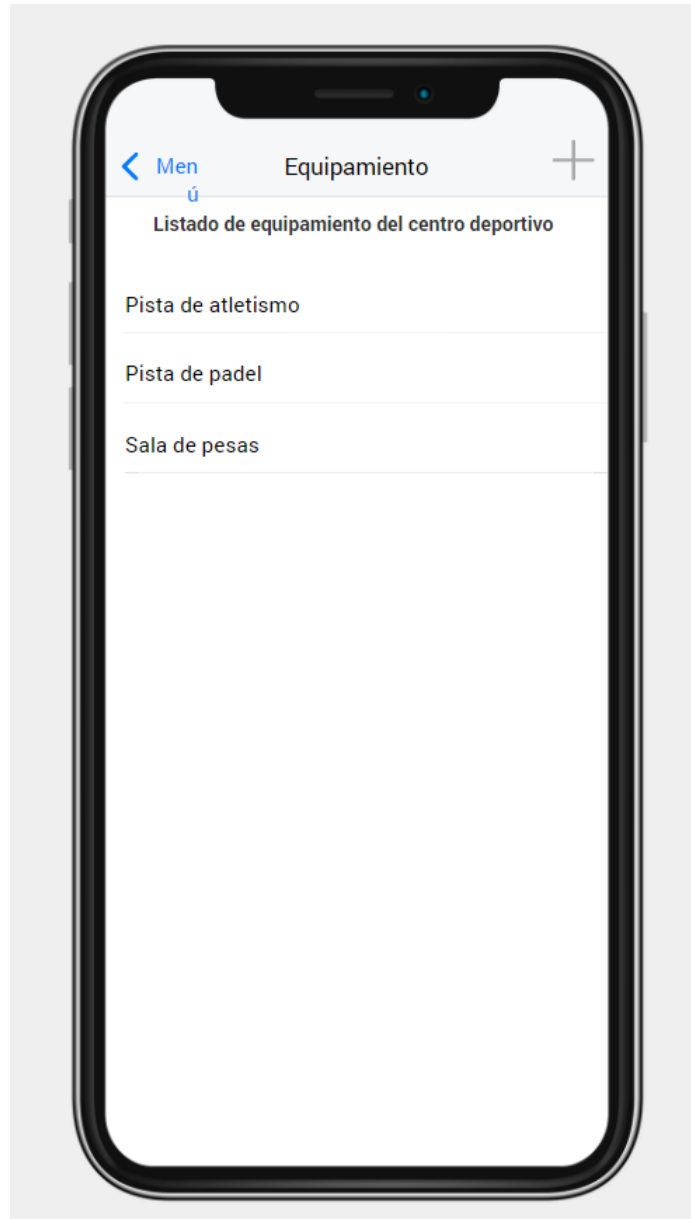 Men
ú
Equipamiento
Listado de equipamiento del centro deportivo
Pista de atletismo
Pista de padel
Sala de pesas